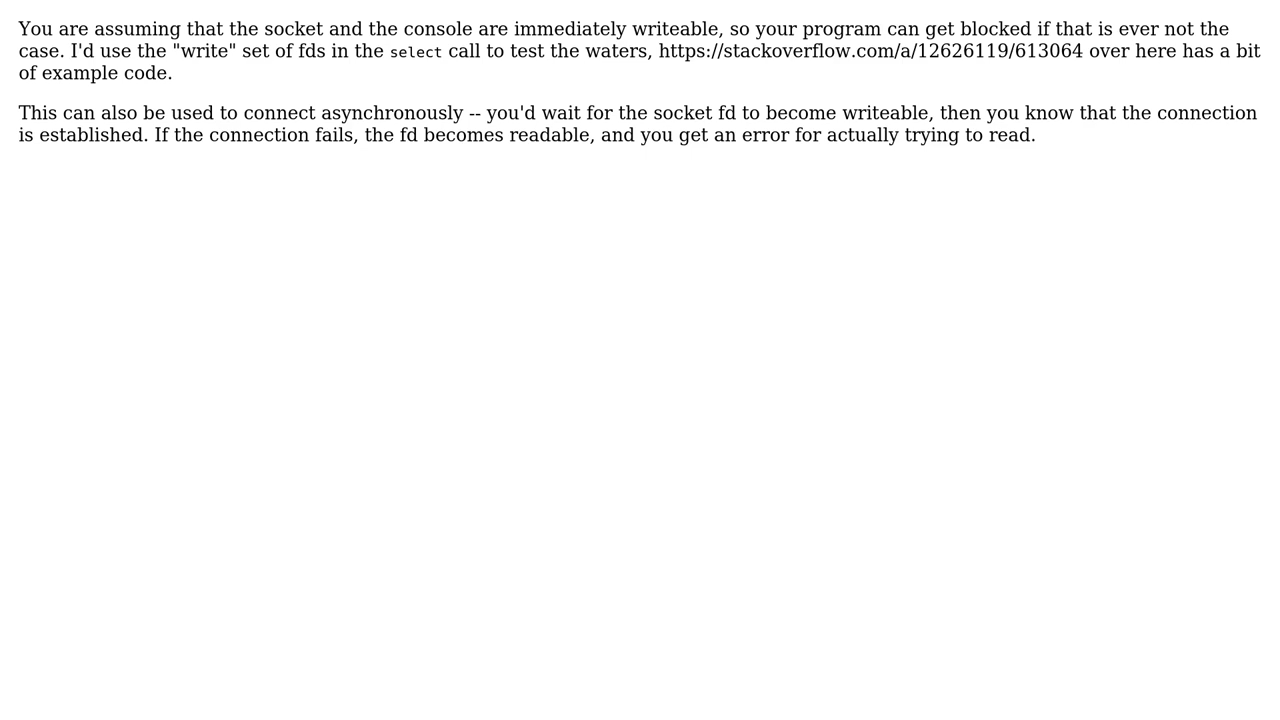 You are assuming that the socket and the console are immediately writeable, so your program can get blocked if that is ever not the
case. I'd use the "write" set of fds in the select call to test the waters, https://stackoverflow.com/a/12626119/613064 over here has a bit
of example code.
This can also be used to connect asynchronously -- you'd wait for the socket fd to become writeable, then you know that the connection
is established. If the connection fails, the fd becomes readable, and you get an error for actually trying to read.